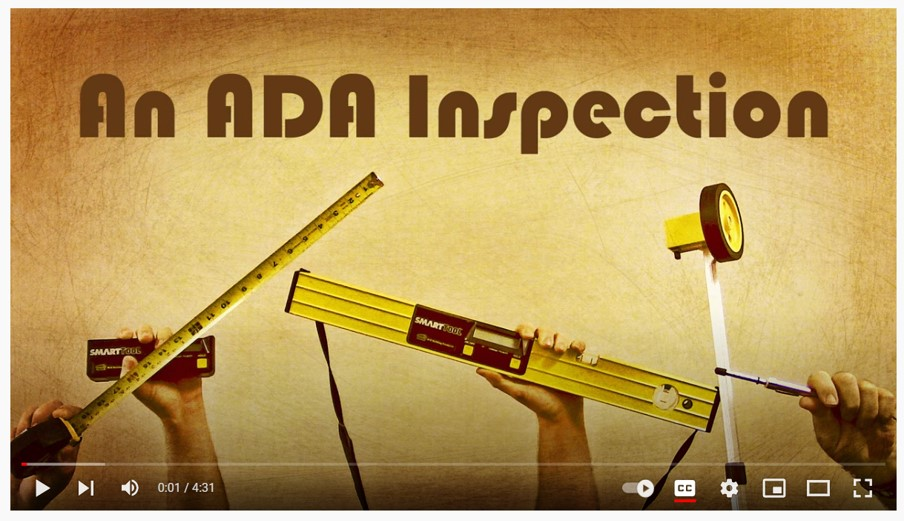 An ADA Inspection
SMARTTOOL
SMARTTOOL
0:01 / 4:31
CC